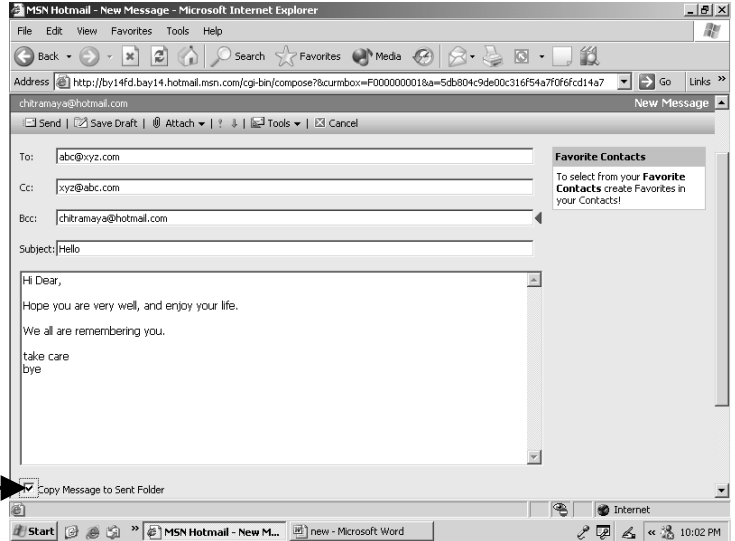 MSN Hotmail - New Message - Microsoft Internet Explorer
File Edit View Favorites Tools Help
Back Search Favorites Media
Address http://by14fd.bay14.hotmail.msn.com/cgi-bin/compose?&curmbox=F000000001&a=5db804c9de00c316f54a7f0f6fcd14a7 Go Links »
chitramaya@hotmail.com New Message
Send | Save Draft | Attach | ! ↓ | Tools | Cancel
To: abc@xyz.com
Cc: xyz@abc.com
Bcc: chitramaya@hotmail.com
Subject: Hello
Favorite Contacts
To select from your Favorite
Contacts create Favorites in
your Contacts!
Hi Dear,
Hope you are very well, and enjoy your life.
We all are remembering you.
take care
bye
Copy Message to Sent Folder
Internet
Start » MSN Hotmail - New M... new - Microsoft Word « 10:02 PM